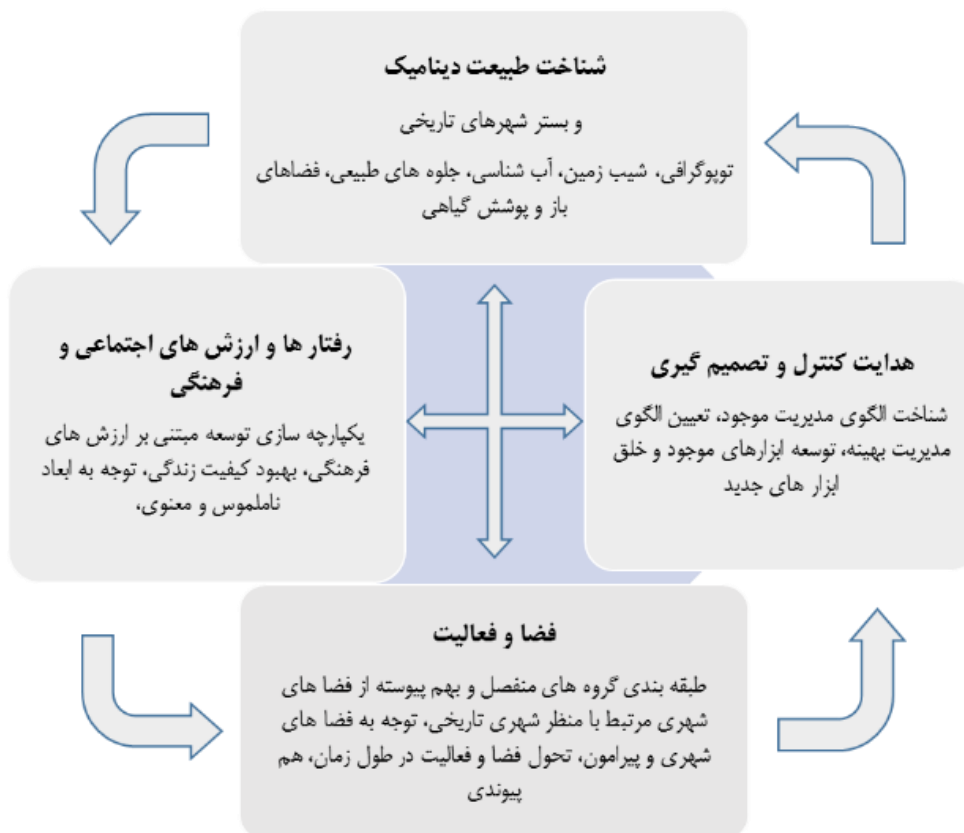 شناخت طبیعت دینامیک
و بستر شهرهای تاریخی
توپوگرافی، شیب زمین، آب شناسی، جلوه های طبیعی، فضاهای
باز و پوشش گیاهی
هدایت کنترل و تصمیم گیری
شناخت الگوی مدیریت موجود، تعیین الگوی
مدیریت بهینه، توسعه ابزارهای موجود و خلق
ابزار های جدید
رفتار ها و ارزش های اجتماعی و
فرهنگی
یکپارچه سازی توسعه مبتنی بر ارزش های
فرهنگی، بهبود کیفیت زندگی، توجه به ابعاد
ناملموس و معنوی،
فضا و فعالیت
طبقه بندی گروه های منفصل و بهم پیوسته از فضا های
شهری مرتبط با منظر شهری تاریخی، توجه به فضا های
شهری و پیرامون، تحول فضا و فعالیت در طول زمان، هم
پیوندی